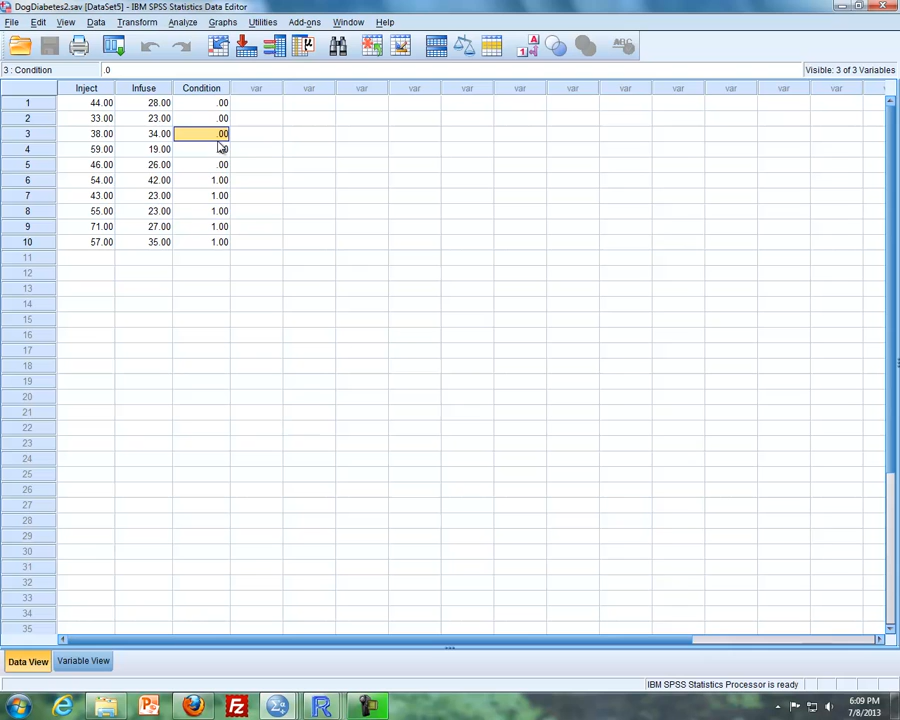 DogDiabetes2.sav [DataSet5] - IBM SPSS Statistics Data Editor
File Edit View Data Transform Analyze Graphs Utilities Add-ons Window Help
3 : Condition .0 Visible: 3 of 3 Variables
Inject Infuse Condition var var var var var var var var var var var var
1 44.00 28.00 .00
2 33.00 23.00 .00
3 38.00 34.00 .00
4 59.00 19.00
5 46.00 26.00 .00
6 54.00 42.00 1.00
7 43.00 23.00 1.00
8 55.00 23.00 1.00
9 71.00 27.00 1.00
10 57.00 35.00 1.00
11
12
13
14
15
16
17
18
19
20
21
22
23
24
25
26
27
28
29
30
31
32
33
34
35
Data View Variable View
IBM SPSS Statistics Processor is ready
6:09 PM
7/8/2013